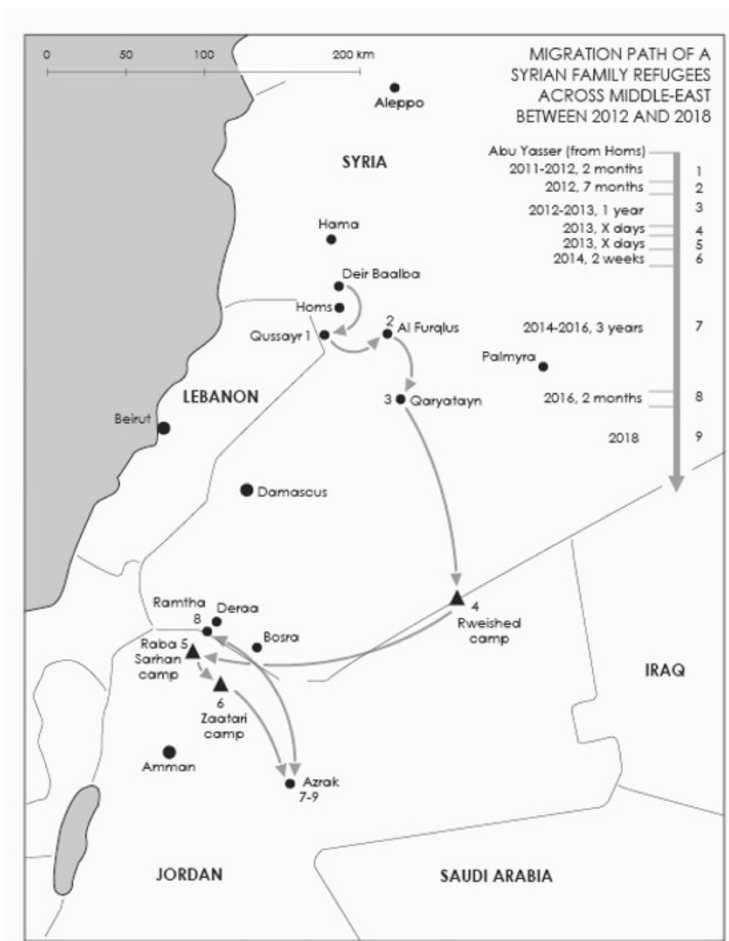 0 50 100 200 km
MIGRATION PATH OF A
SYRIAN FAMILY REFUGEES
ACROSS MIDDLE-EAST
BETWEEN 2012 AND 2018
Abu Yasser (from Homs)
2011-2012, 2 months 1
2012, 7 months 2
2012-2013, 1 year 3
2013, X days 4
2013, X days 5
2014, 2 weeks 6
2014-2016, 3 years 7
2016, 2 months 8
2018 9
Aleppo
SYRIA
Hama
Deir Baalba
Homs
Qussayr 1
2 Al Furqlus
Palmyra
3 Qaryatayn
LEBANON
Beirut
Damascus
4
Rweished
camp
Ramtha
8
Deraa
Bosra
Raba 5
Sarhan
camp
6
Zaatari
camp
IRAQ
Amman
Azrak
7-9
JORDAN
SAUDI ARABIA